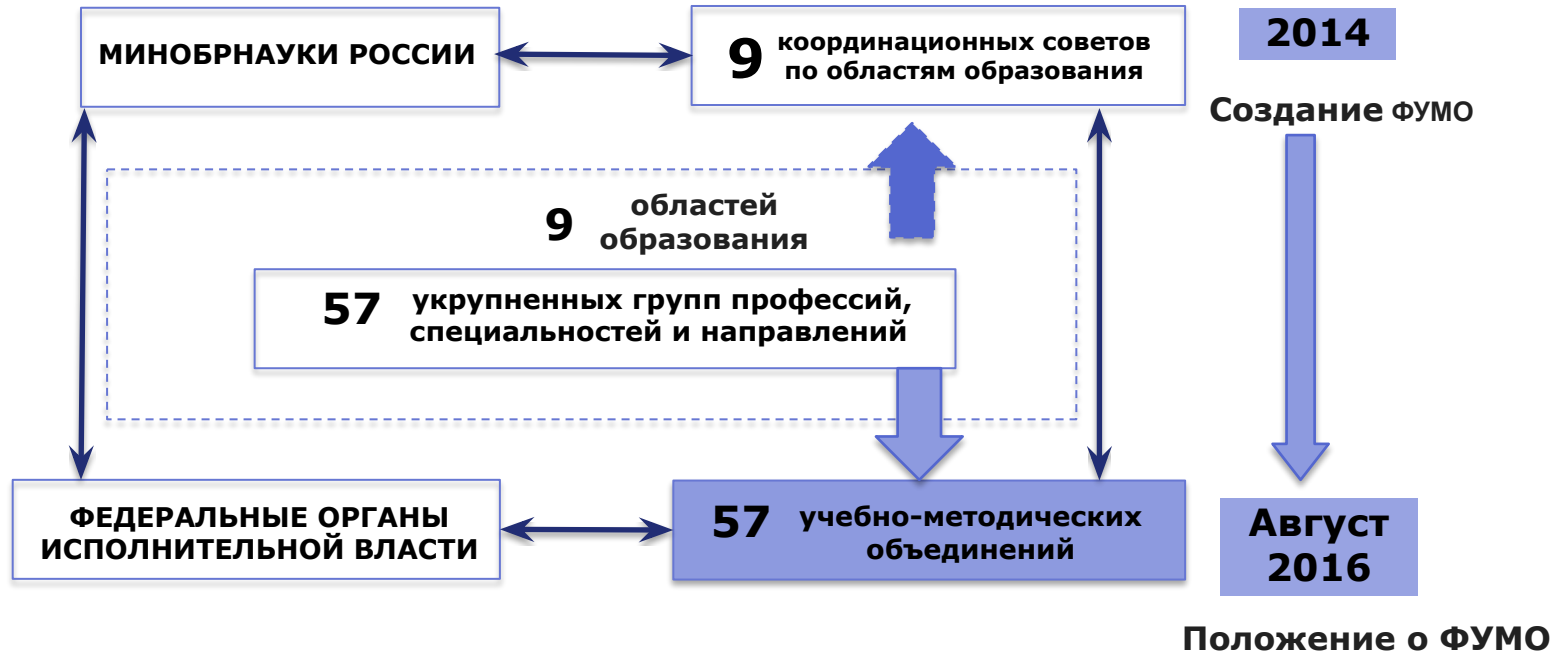 МИНОБРНАУКИ РОССИИ
9 координационных советов
по областям образования
2014
Создание ФУМО
9 областей
образования
57 укрупненных групп профессий,
специальностей и направлений
ФЕДЕРАЛЬНЫЕ ОРГАНЫ
ИСПОЛНИТЕЛЬНОЙ ВЛАСТИ
57 учебно-методических
объединений
Август
2016
Положение о ФУМО